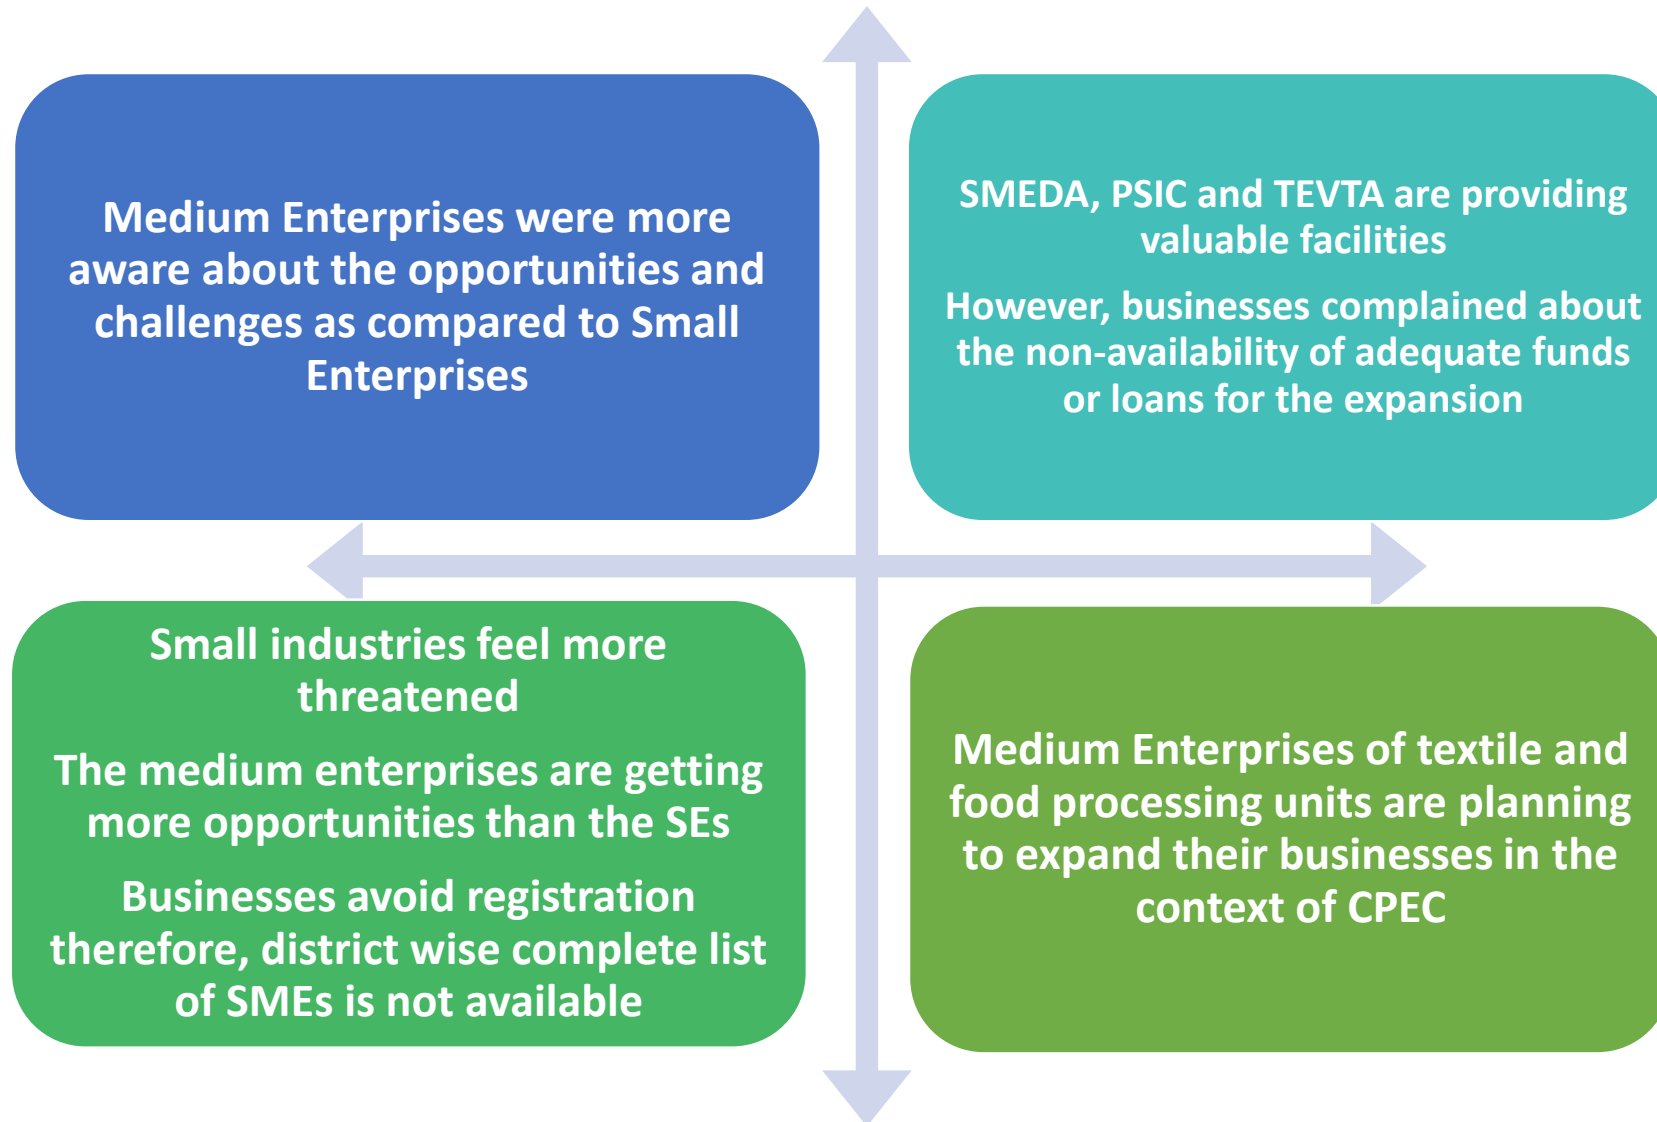 Medium Enterprises were more
aware about the opportunities and
challenges as compared to Small
Enterprises
SMEDA, PSIC and TEVTA are providing
valuable facilities
However, businesses complained about
the non-availability of adequate funds
or loans for the expansion
Small industries feel more
threatened
The medium enterprises are getting
more opportunities than the SEs
Businesses avoid registration
therefore, district wise complete list
of SMEs is not available
Medium Enterprises of textile and
food processing units are planning
to expand their businesses in the
context of CPEC